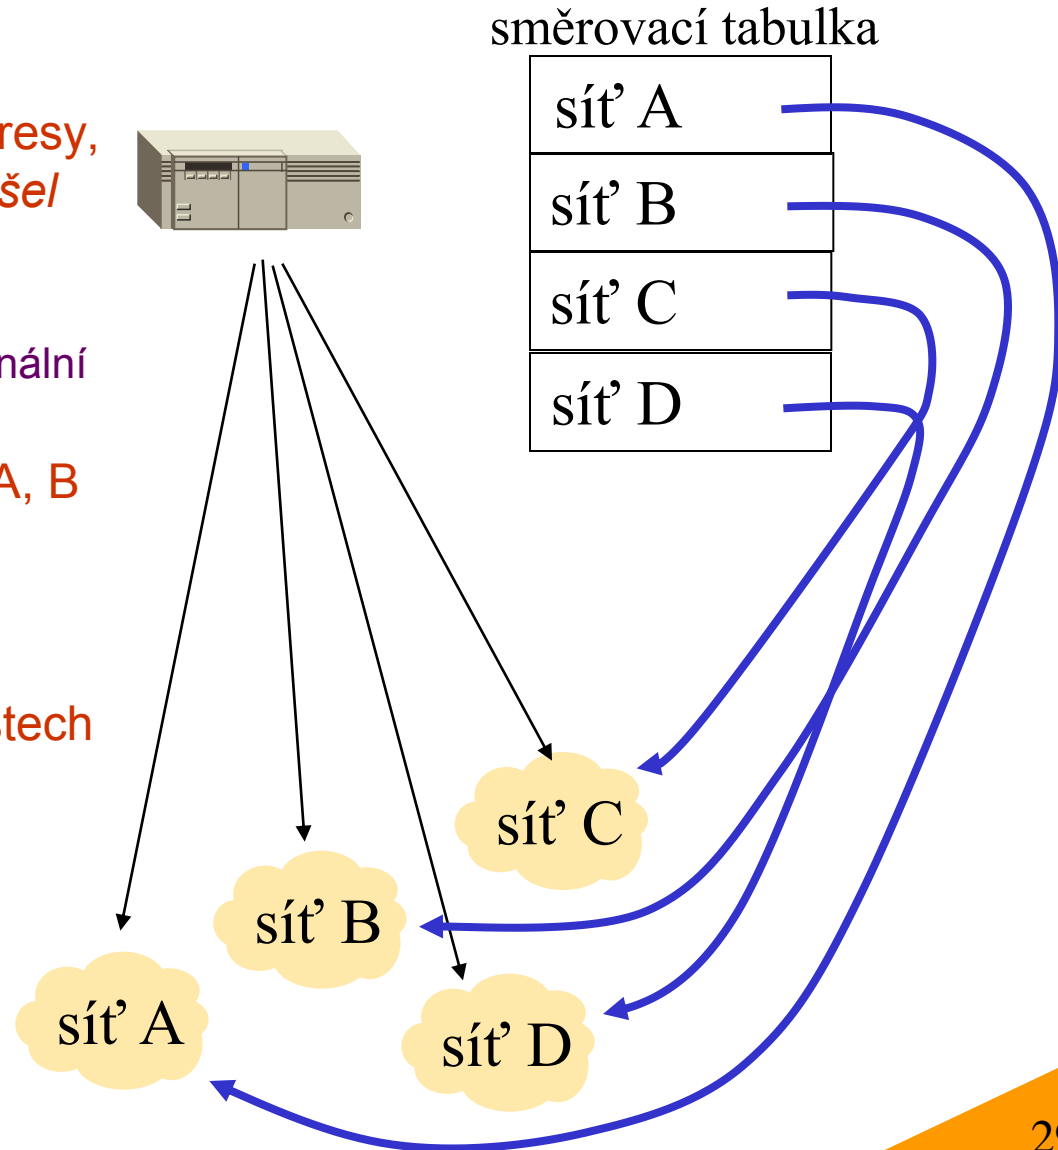 směrovací tabulka
síť A
síť B
síť C
síť D
resy,
šel
nální
A, B
stech
síť C
síť B
síť D
síť A